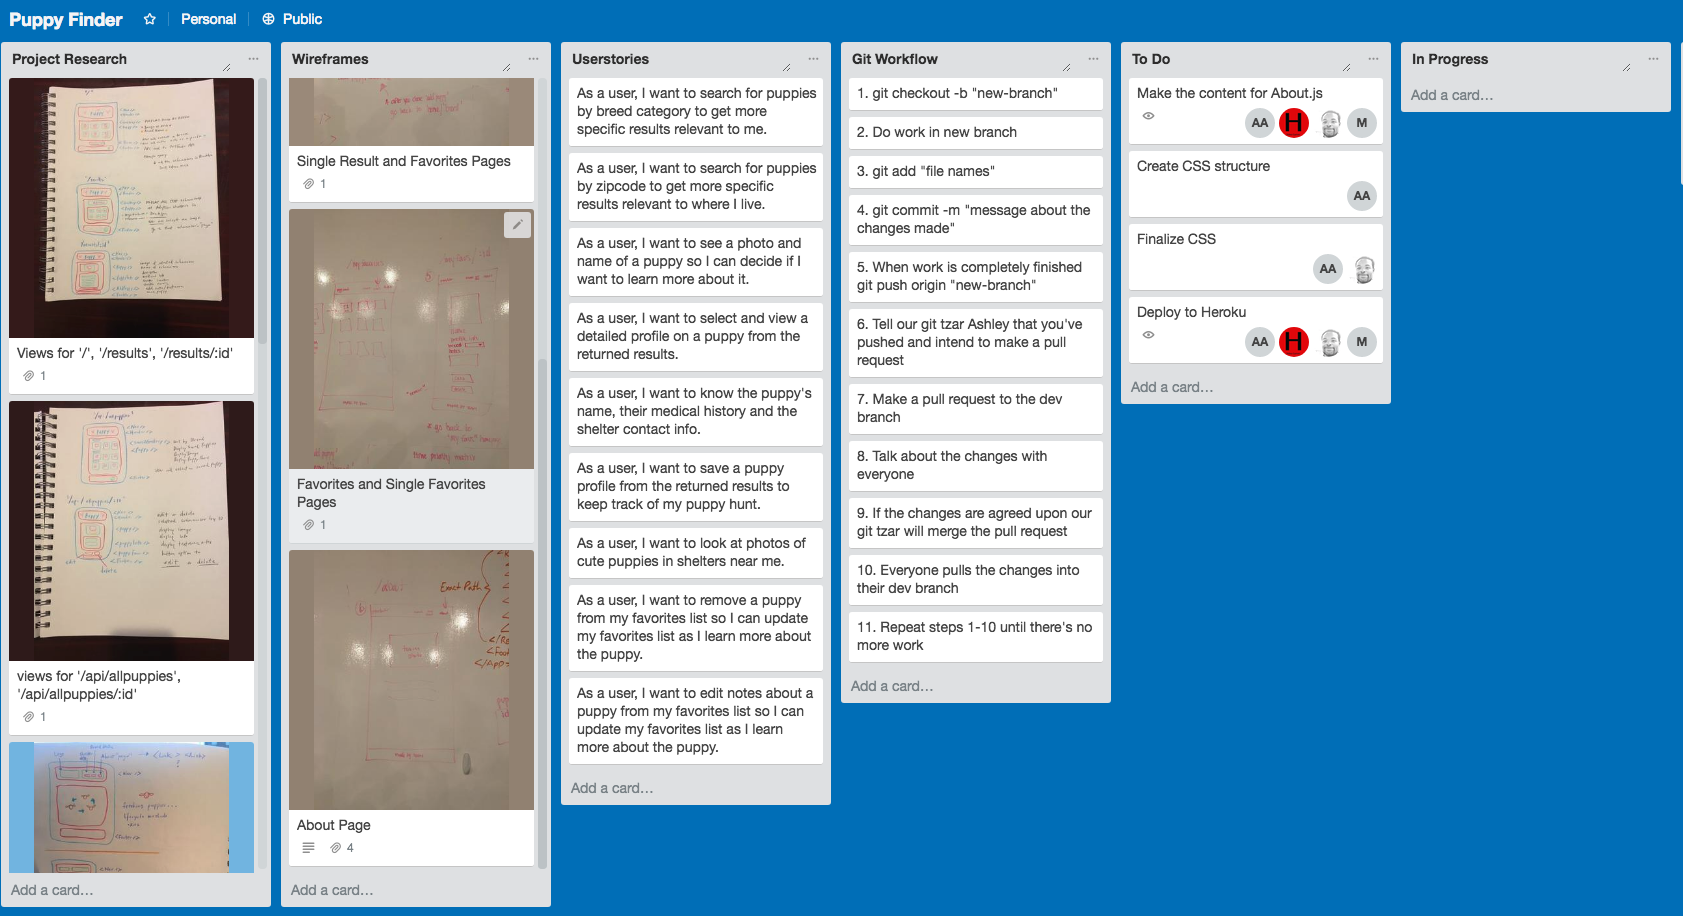 Puppy Finder
Personal
Public
Project Research
Views for '/', '/results', '/results/:id'
1
views for '/api/allpuppies',
'/api/allpuppies/:id'
1
Add a card…
Wireframes
Single Result and Favorites Pages
1
Favorites and Single Favorites
Pages
1
Exact Path
About Page
4
Add a card…
Userstories
As a user, I want to search for puppies
by breed category to get more
specific results relevant to me.
As a user, I want to search for puppies
by zipcode to get more specific
results relevant to where I live.
As a user, I want to see a photo and
name of a puppy so I can decide if I
want to learn more about it.
As a user, I want to select and view a
detailed profile on a puppy from the
returned results.
As a user, I want to know the puppy's
name, their medical history and the
shelter contact info.
As a user, I want to save a puppy
profile from the returned results to
keep track of my puppy hunt.
As a user, I want to look at photos of
cute puppies in shelters near me.
As a user, I want to remove a puppy
from my favorites list so I can update
my favorites list as I learn more about
the puppy.
As a user, I want to edit notes about a
puppy from my favorites list so I can
update my favorites list as I learn
more about the puppy.
Add a card…
Git Workflow
1. git checkout -b "new-branch"
2. Do work in new branch
3. git add "file names"
4. git commit -m "message about the
changes made"
5. When work is completely finished
git push origin "new-branch"
6. Tell our git tzar Ashley that you've
pushed and intend to make a pull
request
7. Make a pull request to the dev
branch
8. Talk about the changes with
everyone
9. If the changes are agreed upon our
git tzar will merge the pull request
10. Everyone pulls the changes into
their dev branch
11. Repeat steps 1-10 until there's no
more work
Add a card…
To Do
Make the content for About.js
AA H M
Create CSS structure
AA
Finalize CSS
AA
Deploy to Heroku
AA H M
Add a card…
In Progress
Add a card…